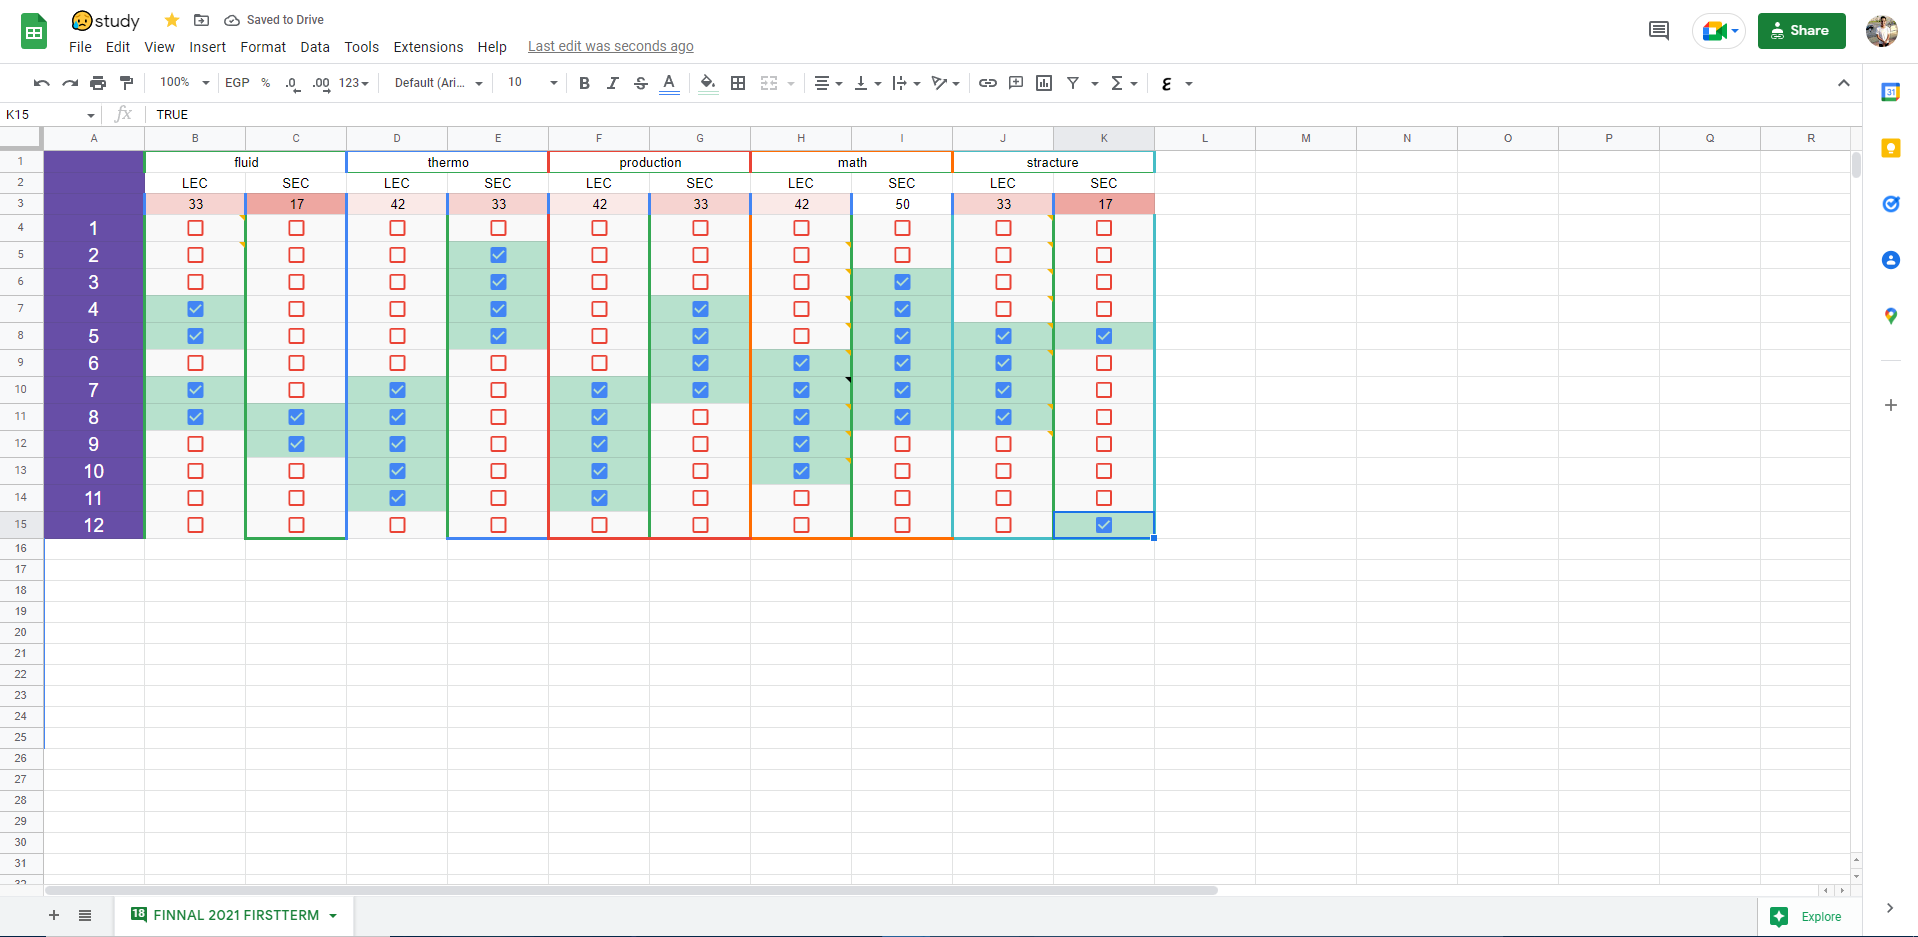 study Saved to Drive
File Edit View Insert Format Data Tools Extensions Help Last edit was seconds ago
Share
100% EGP % .0 .00 123 Default (Ari... 10 B I S A
31
K15 fx TRUE
A B C D E F G H I J K L M N O P Q R
1 fluid thermo production math stracture
2 LEC SEC LEC SEC LEC SEC LEC SEC LEC SEC
3 33 17 42 33 42 33 42 50 33 17
4 1
5 2
6 3
7 4
8 5
9 6
10 7
11 8
12 9
13 10
14 11
15 12
16
17
18
19
20
21
22
23
24
25
26
27
28
29
30
31
32
18 FINNAL 2021 FIRSTTERM
Explore